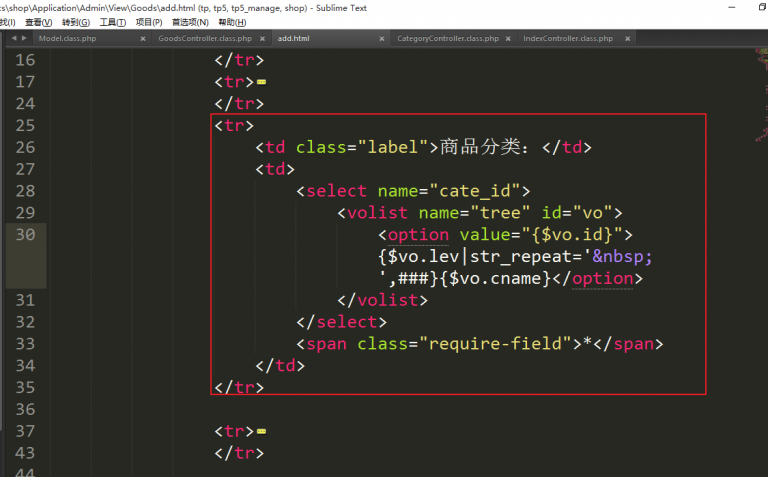 cs\shop\Application\Admin\View\Goods\add.html (tp, tp5, tp5_manage, shop) - Sublime Text
找(I) 查看(V) 转到(G) 工具(T) 项目(P) 首选项(N) 帮助(H)
Model.class.php × GoodsController.class.php × add.html × CategoryController.class.php × IndexController.class.php ×
16 </tr>
17 <tr>
24 </tr>
25 <tr>
26 <td class="label">商品分类：</td>
27 <td>
28 <select name="cate_id">
29 <volist name="tree" id="vo">
30 <option value="{$vo.id}">
{$vo.lev|str_repeat='&nbsp;
',###}{$vo.cname}</option>
31 </volist>
32 </select>
33 <span class="require-field">*</span>
34 </td>
35 </tr>
36
37 <tr>
43 </tr>
44